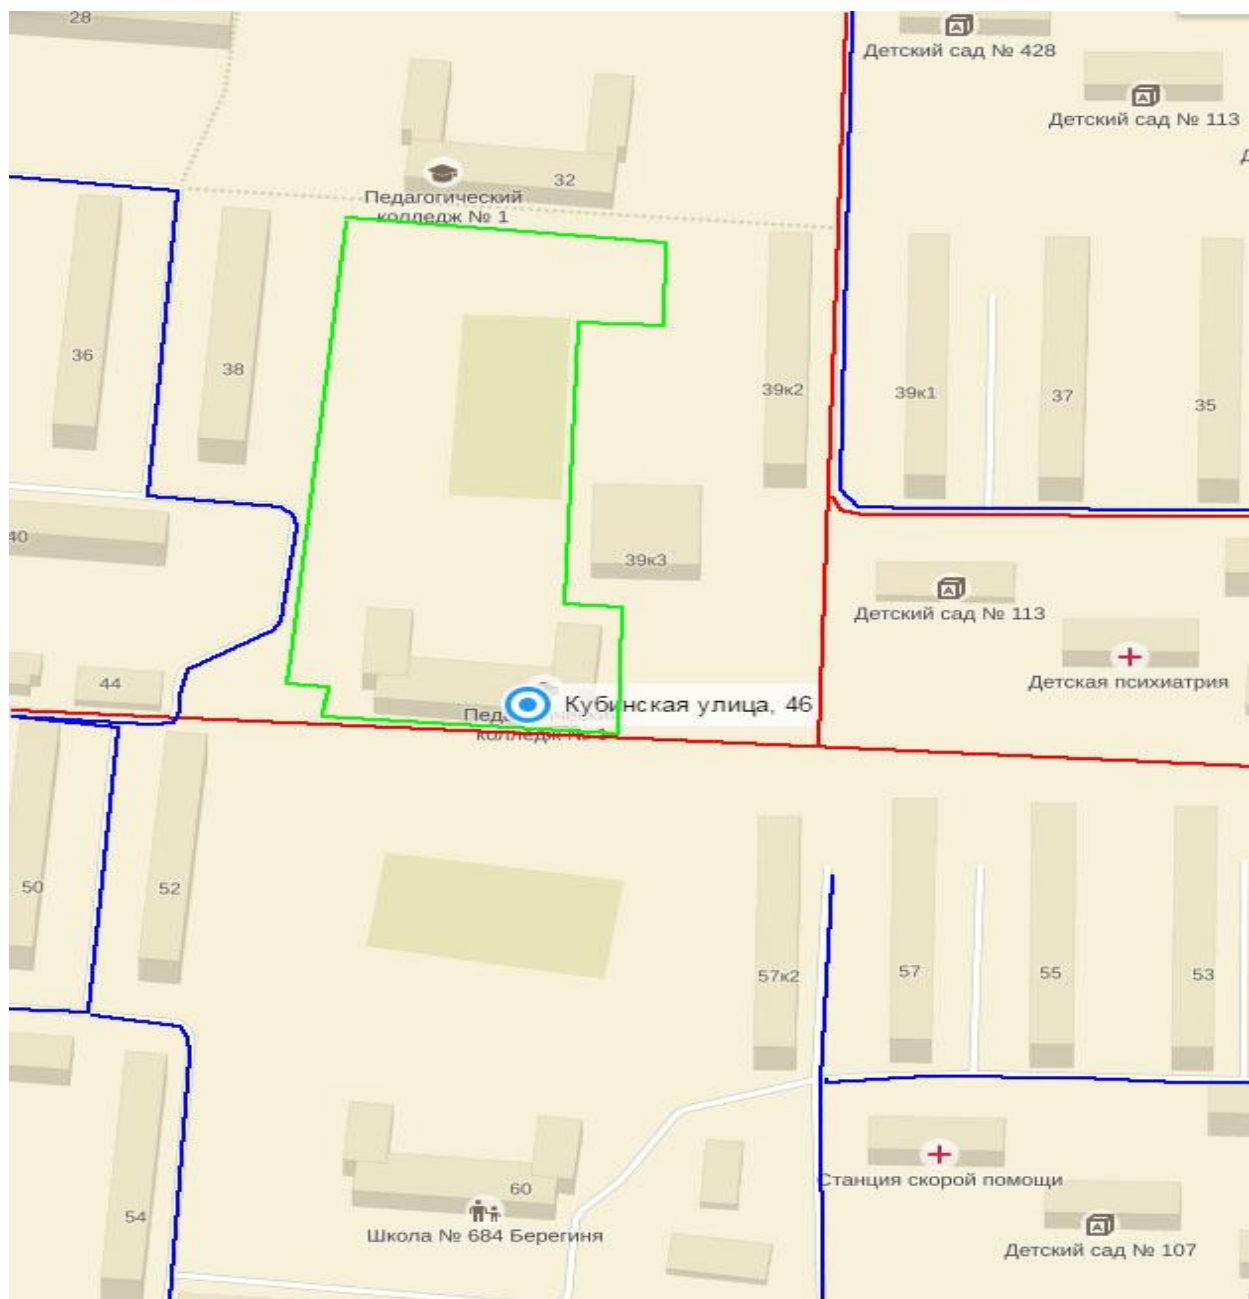 28
Детский сад № 428
Детский сад № 113
32
Педагогический
колледж № 1
36
38
39к2
39к1
37
35
40
39к3
Детский сад № 113
44
Детская психиатрия
Кубинская улица, 46
колледж №
50
52
57к2
57
55
53
Станция скорой помощи
60
54
Школа № 684 Берегиня
Детский сад № 107